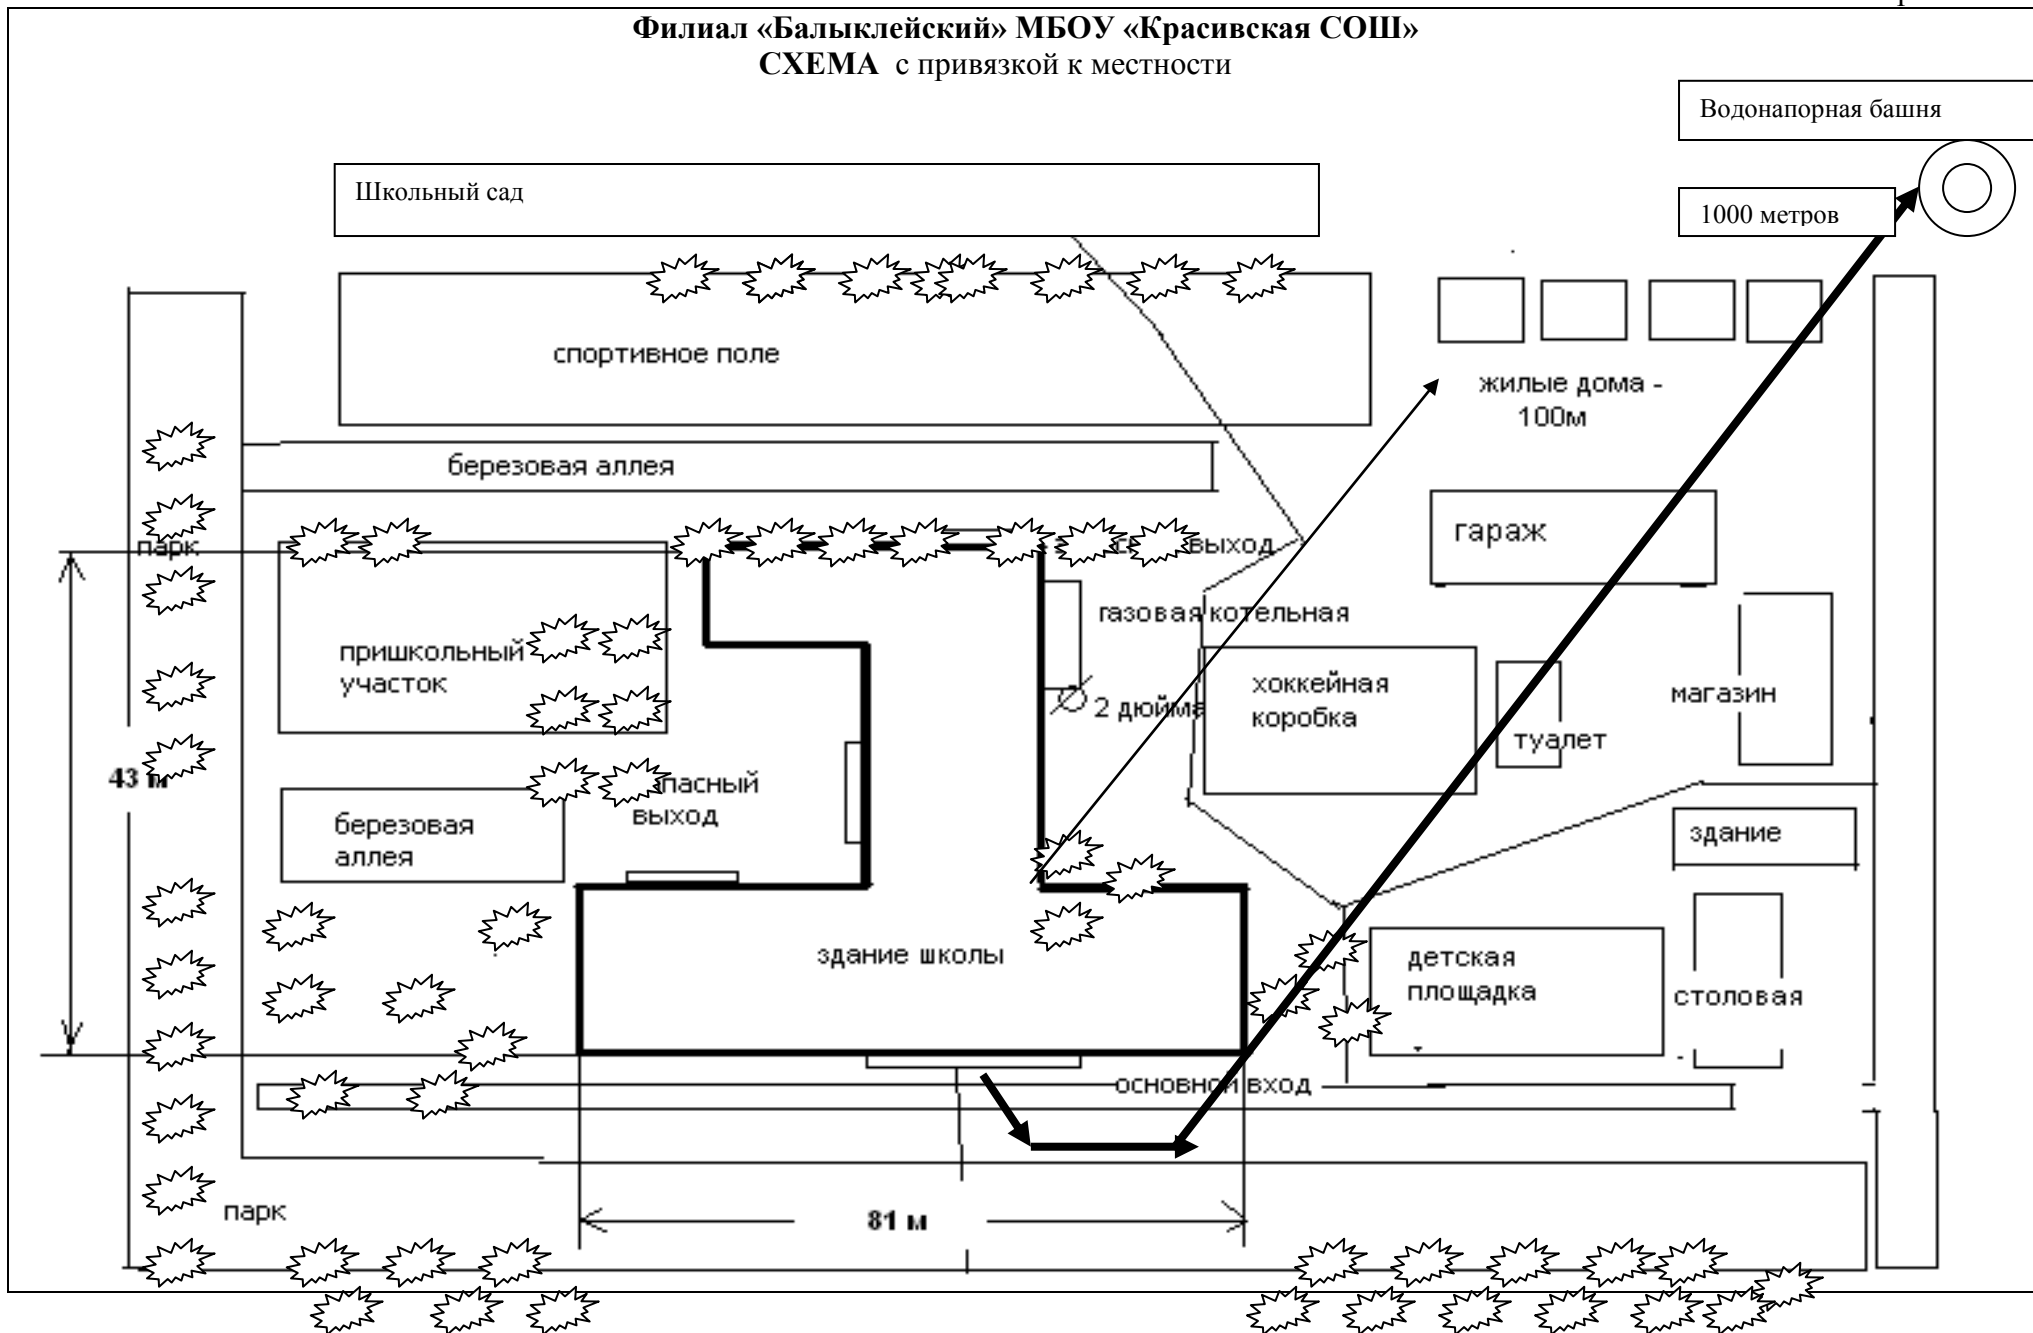 Филиал «Балыклейский» МБОУ «Красивская СОШ»
СХЕМА с привязкой к местности
Водонапорная башня
Школьный сад
1000 метров
спортивное поле
жилые дома -
100м
березовая аллея
гараж
парк
выход
газовая котельная
пришкольный
участок
хоккейная
коробка
магазин
2 дюйма
туалет
43 м
пасный
выход
березовая
аллея
здание
здание школы
детская
площадка
столовая
основной вход
парк
81 м